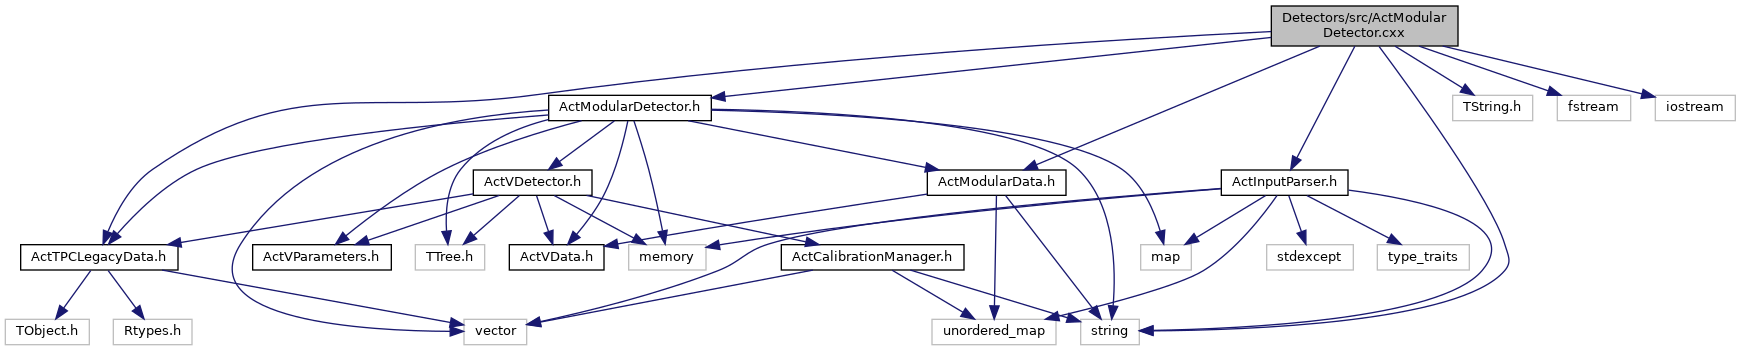 Detectors/src/ActModular
Detector.cxx
ActModularDetector.h
TString.h
fstream
iostream
ActVDetector.h
ActModularData.h
ActInputParser.h
ActTPCLegacyData.h
ActVParameters.h
TTree.h
ActVData.h
memory
ActCalibrationManager.h
map
stdexcept
type_traits
TObject.h
Rtypes.h
vector
unordered_map
string